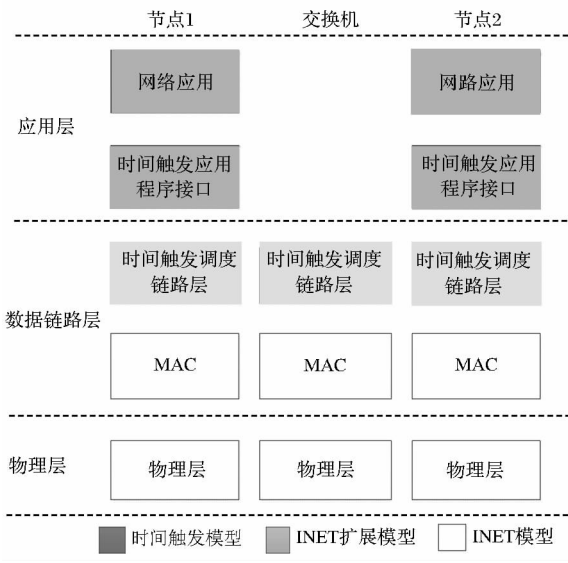 节点1 交换机 节点2
网络应用 网路应用
应用层
时间触发应用 时间触发应用
程序接口 程序接口
时间触发调度 时间触发调度 时间触发调度
链路层 链路层 链路层
数据链路层
MAC MAC MAC
物理层 物理层 物理层 物理层
时间触发模型 INET扩展模型 INET模型